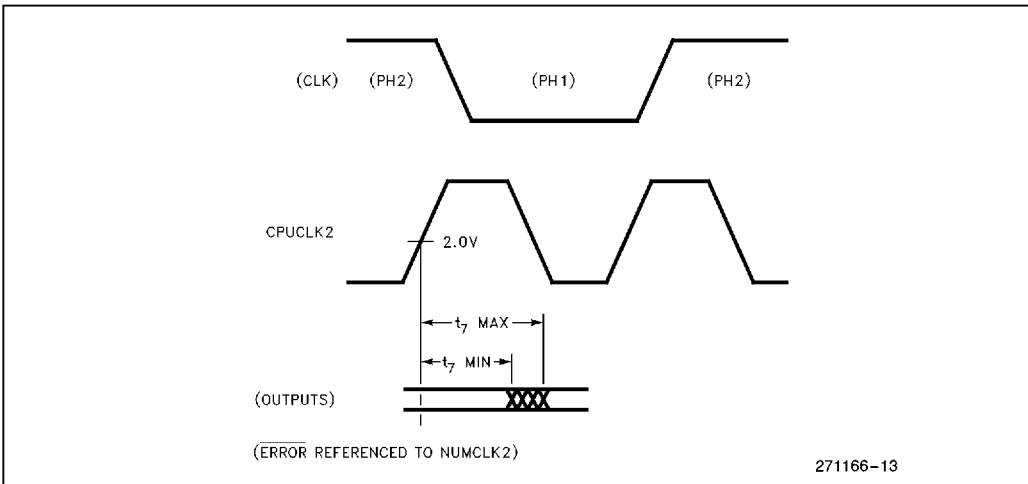 (CLK) (PH2) (PH1) (PH2)
CPUCLK2
2.0V
t7 MAX
t7 MIN
(OUTPUTS)
(ERROR REFERENCED TO NUMCLK2)
271166-13